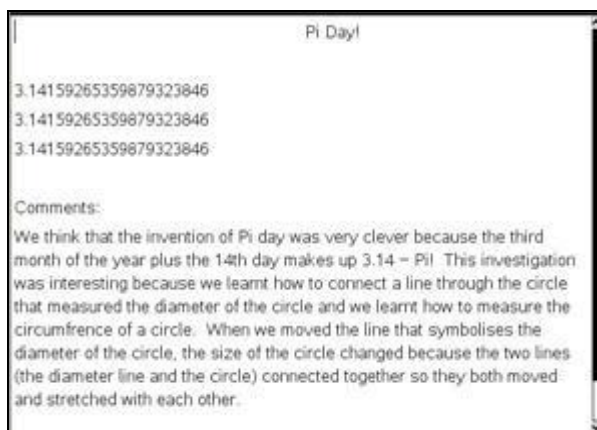 Pi Day!
3.14159265359879323846
3.14159265359879323846
3.14159265359879323846
Comments:
We think that the invention of Pi day was very clever because the third
month of the year plus the 14th day makes up 3.14 – Pi! This investigation
was interesting because we learnt how to connect a line through the circle
that measured the diameter of the circle and we learnt how to measure the
circumfrence of a circle. When we moved the line that symbolises the
diameter of the circle, the size of the circle changed because the two lines
(the diameter line and the circle) connected together so they both moved
and stretched with each other.